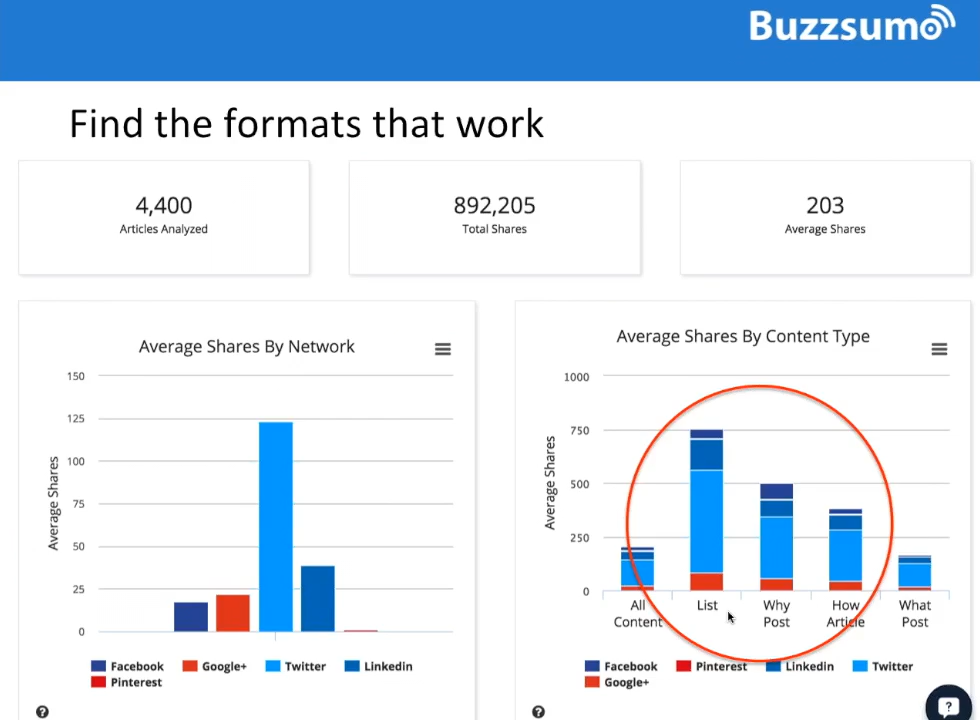 Buzzsumo
Find the formats that work
4,400
Articles Analyzed
892,205
Total Shares
203
Average Shares
Average Shares By Network
150
125
100
75
50
25
0
Average Shares
Facebook Google+ Twitter Linkedin
Pinterest
?
Average Shares By Content Type
1000
750
500
250
0
Average Shares
All Content
List
Why Post
How Article
What Post
Facebook Pinterest Linkedin Twitter
Google+
?
?